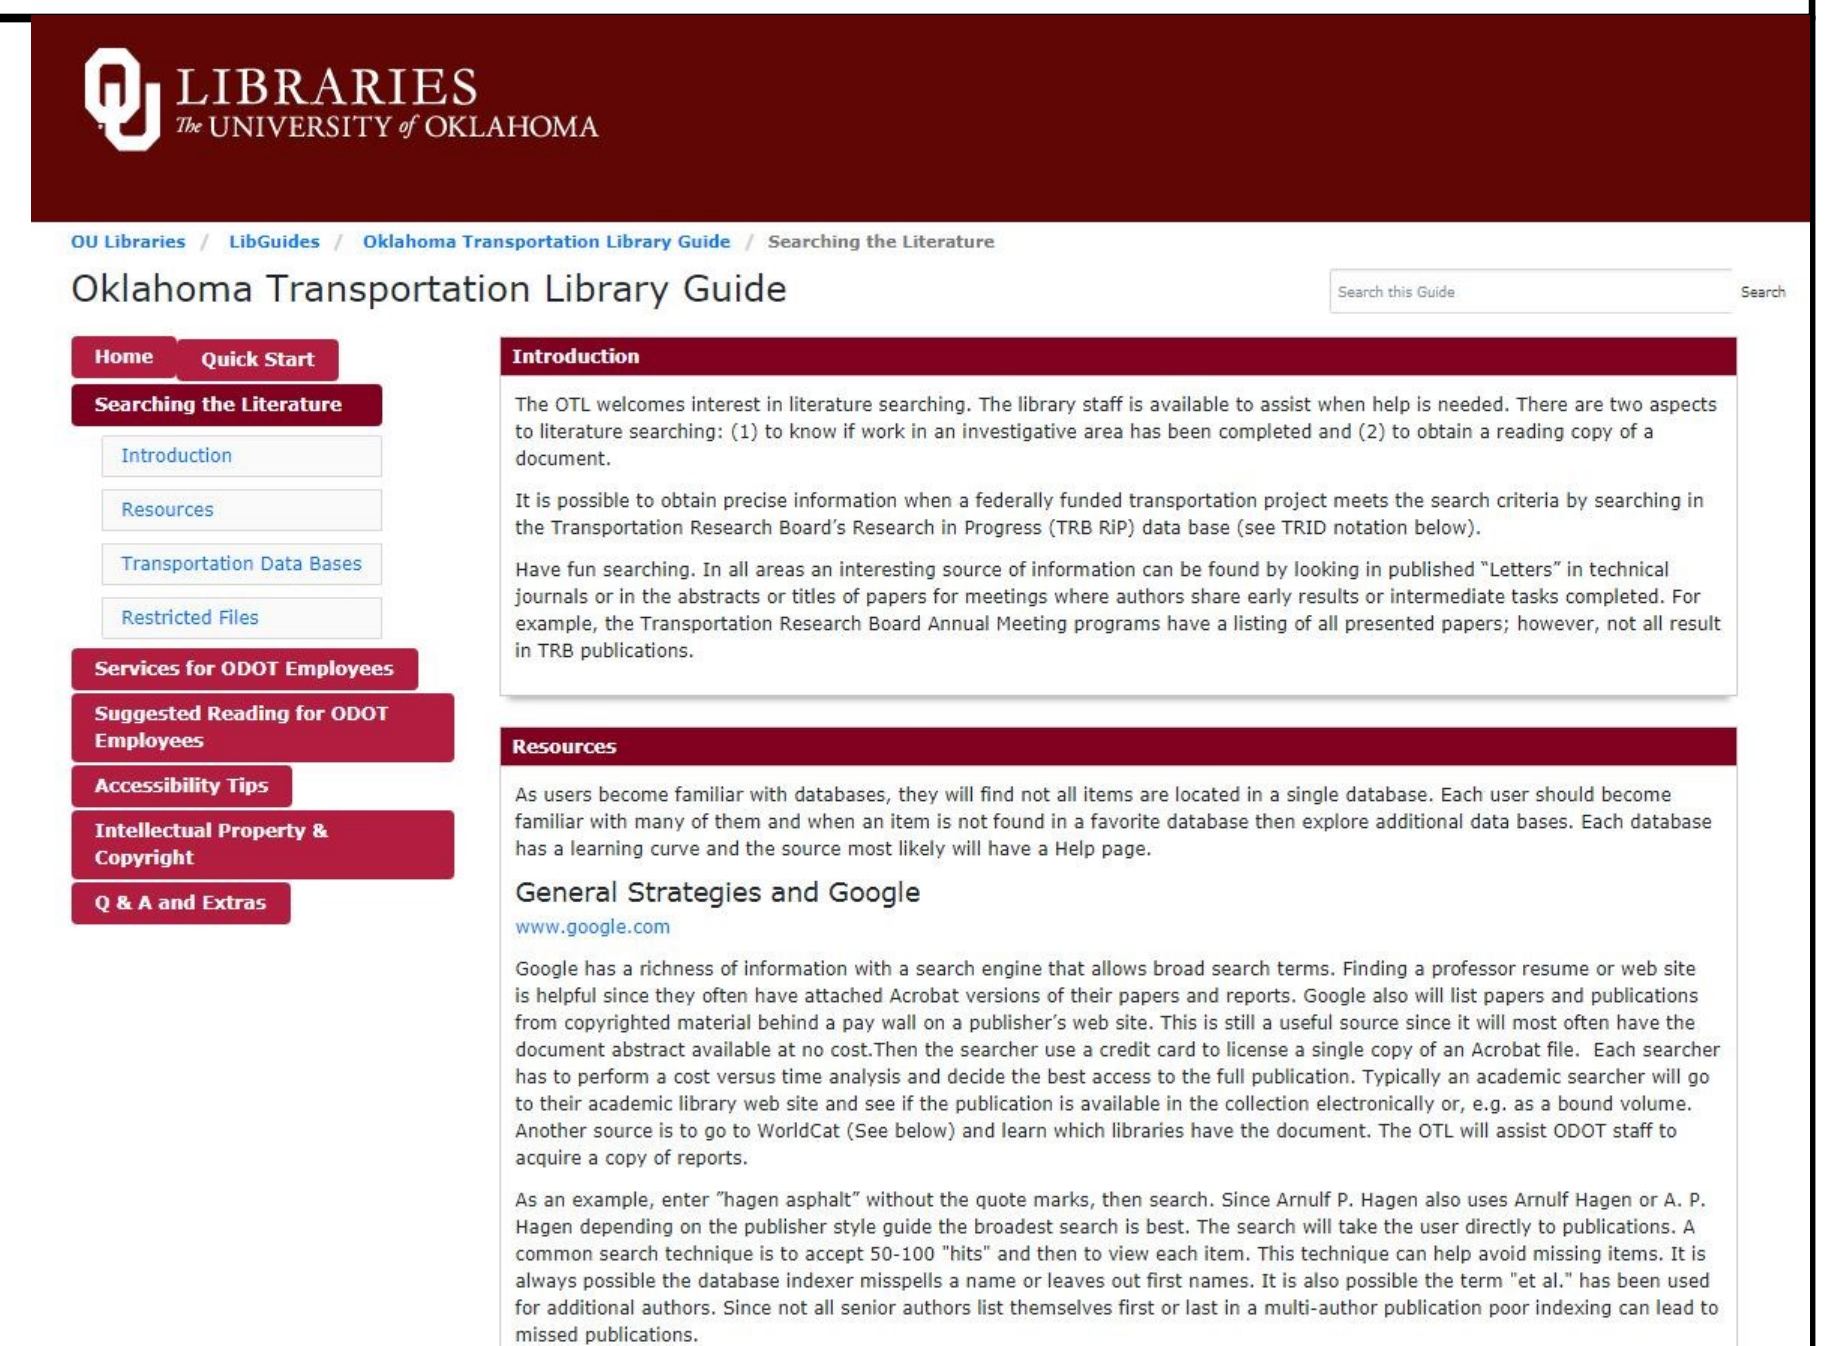 OU LIBRARIES
The UNIVERSITY of OKLAHOMA
OU Libraries / LibGuides / Oklahoma Transportation Library Guide / Searching the Literature
Oklahoma Transportation Library Guide
Search this Guide
Search
Home
Quick Start
Searching the Literature
Introduction
Resources
Transportation Data Bases
Restricted Files
Services for ODOT Employees
Suggested Reading for ODOT
Employees
Accessibility Tips
Intellectual Property &
Copyright
Q & A and Extras
Introduction
The OTL welcomes interest in literature searching. The library staff is available to assist when help is needed. There are two aspects
to literature searching: (1) to know if work in an investigative area has been completed and (2) to obtain a reading copy of a
document.
It is possible to obtain precise information when a federally funded transportation project meets the search criteria by searching in
the Transportation Research Board’s Research in Progress (TRB RiP) data base (see TRID notation below).
Have fun searching. In all areas an interesting source of information can be found by looking in published “Letters” in technical
journals or in the abstracts or titles of papers for meetings where authors share early results or intermediate tasks completed. For
example, the Transportation Research Board Annual Meeting programs have a listing of all presented papers; however, not all result
in TRB publications.
Resources
As users become familiar with databases, they will find not all items are located in a single database. Each user should become
familiar with many of them and when an item is not found in a favorite database then explore additional data bases. Each database
has a learning curve and the source most likely will have a Help page.
General Strategies and Google
www.google.com
Google has a richness of information with a search engine that allows broad search terms. Finding a professor resume or web site
is helpful since they often have attached Acrobat versions of their papers and reports. Google also will list papers and publications
from copyrighted material behind a pay wall on a publisher’s web site. This is still a useful source since it will most often have the
document abstract available at no cost.Then the searcher use a credit card to license a single copy of an Acrobat file.  Each searcher
has to perform a cost versus time analysis and decide the best access to the full publication. Typically an academic searcher will go
to their academic library web site and see if the publication is available in the collection electronically or, e.g. as a bound volume.
Another source is to go to WorldCat (See below) and learn which libraries have the document. The OTL will assist ODOT staff to
acquire a copy of reports.
As an example, enter ”hagen asphalt” without the quote marks, then search. Since Arnulf P. Hagen also uses Arnulf Hagen or A. P.
Hagen depending on the publisher style guide the broadest search is best. The search will take the user directly to publications. A
common search technique is to accept 50-100 "hits" and then to view each item. This technique can help avoid missing items. It is
always possible the database indexer misspells a name or leaves out first names. It is also possible the term "et al." has been used
for additional authors. Since not all senior authors list themselves first or last in a multi-author publication poor indexing can lead to
missed publications.